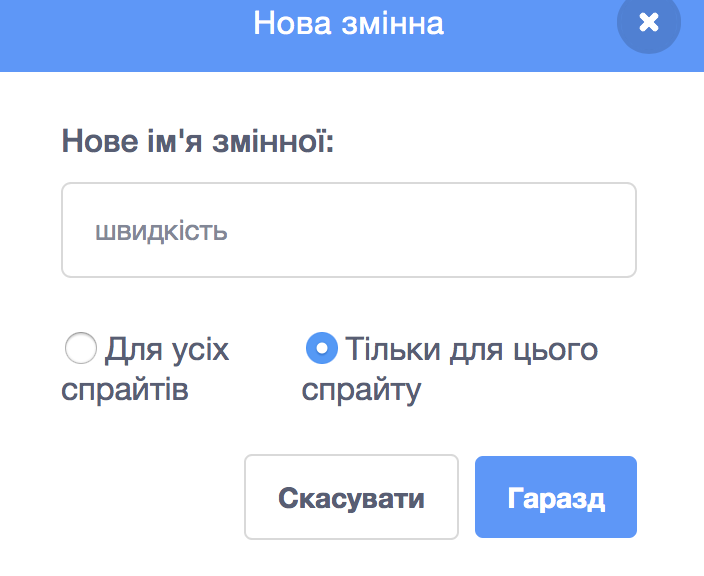 Нова змінна
Нове ім'я змінної:
швидкість
Для усіх
спрайтів
Тільки для цього
спрайту
Скасувати
Гаразд